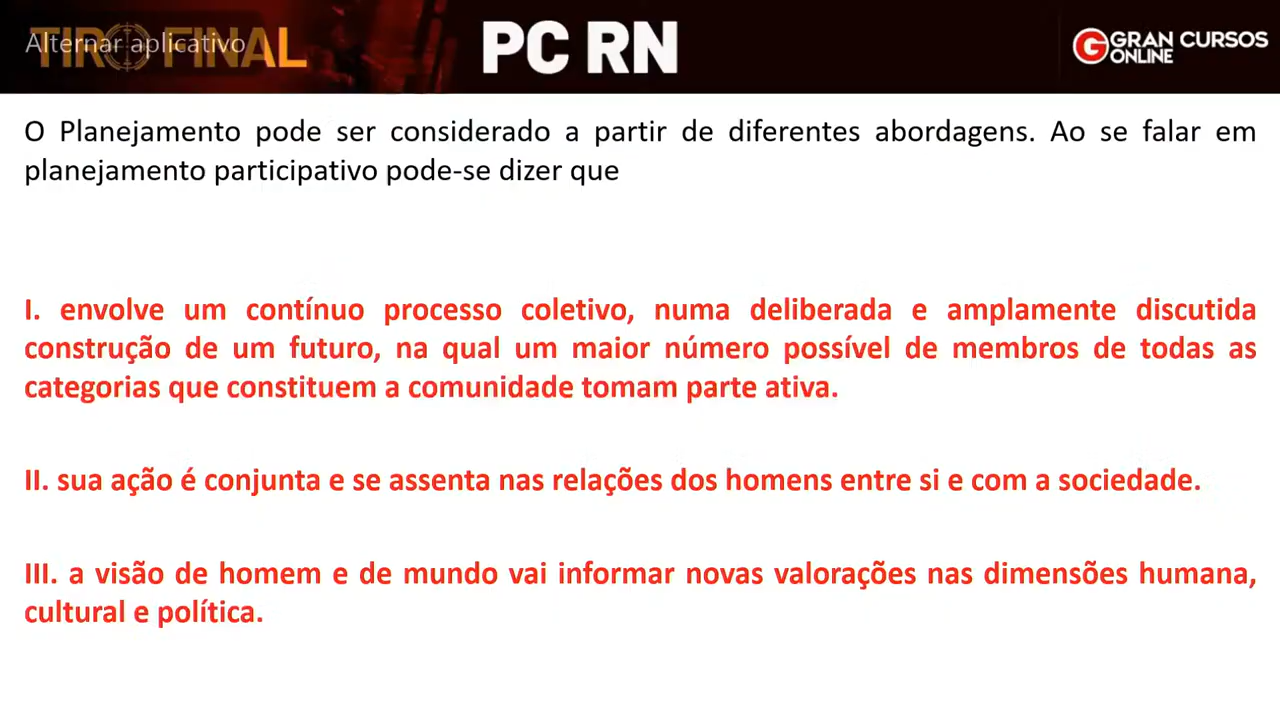 TIRO FINAL
Alternar aplicativo
PC RN
GRAN CURSOS
ONLINE
O Planejamento pode ser considerado a partir de diferentes abordagens. Ao se falar em
planejamento participativo pode-se dizer que
I. envolve um contínuo processo coletivo, numa deliberada e amplamente discutida
construção de um futuro, na qual um maior número possível de membros de todas as
categorias que constituem a comunidade tomam parte ativa.
II. sua ação é conjunta e se assenta nas relações dos homens entre si e com a sociedade.
III. a visão de homem e de mundo vai informar novas valorações nas dimensões humana,
cultural e política.